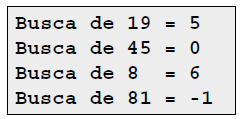 Busca de 19 = 5
Busca de 45 = 0
Busca de 8  = 6
Busca de 81 = -1